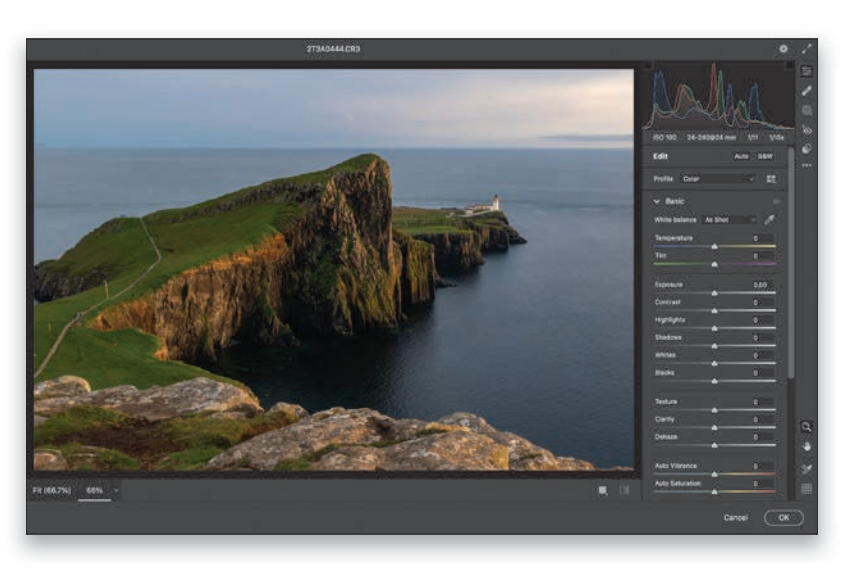 2T3A0444.CR3
ISO 100 24-240@24 mm f/11 1/15s
Edit Auto B&W
Profile Color
Basic
White balance As Shot
Temperature 0
Tint 0
Exposure 0.00
Contrast 0
Highlights 0
Shadows 0
Whites 0
Blacks 0
Texture 0
Clarity 0
Dehaze 0
Auto Vibrance 0
Auto Saturation 0
Fit (66.7%) 66%
Cancel OK